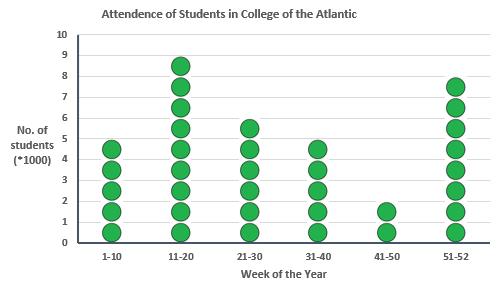 Attendence of Students in College of the Atlantic
10
9
8
7
6
5
4
3
2
1
0
No. of
students
(*1000)
1-10 11-20 21-30 31-40 41-50 51-52
Week of the Year